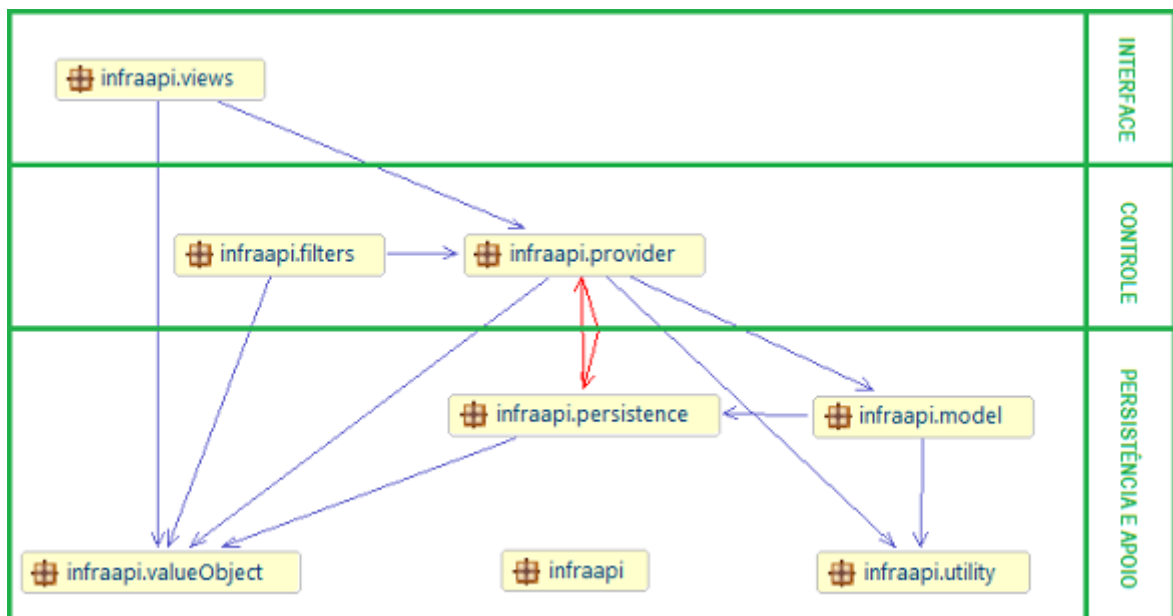 INTERFACE
infraapi.views
CONTROLE
infraapi.filters
infraapi.provider
PERSISTÊNCIA E APOIO
infraapi.persistence
infraapi.model
infraapi.valueObject
infraapi
infraapi.utility